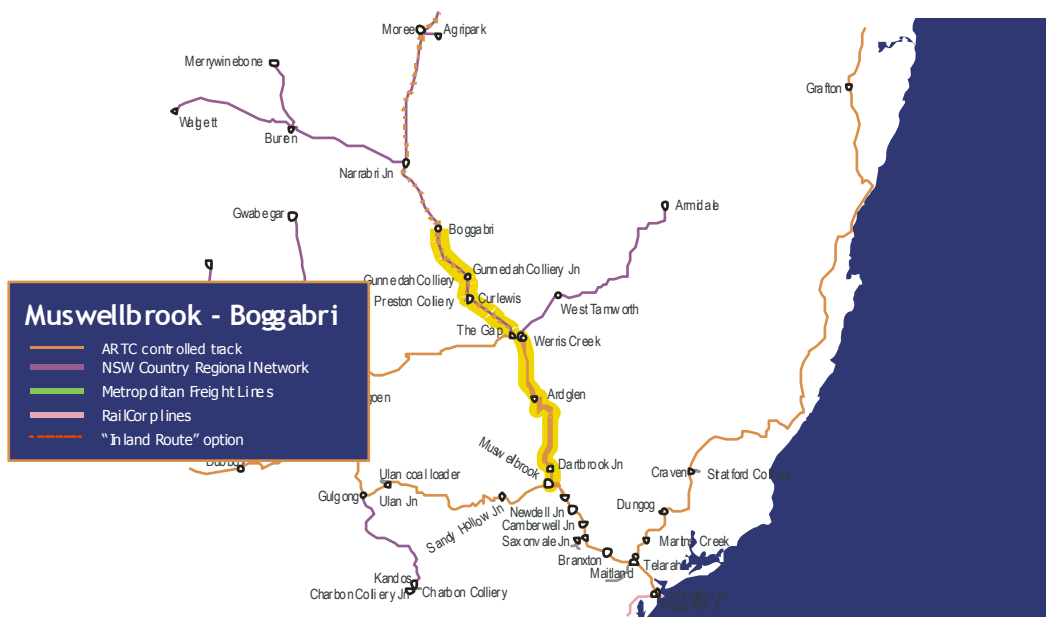 Moree
Agripark
Merrywinebone
Grafton
Walgett
Buren
Narrabri Jn
Armidale
Gwabegar
Boggabri
Gunnedah Colliery Jn
Gunnedah Colliery
Preston Colliery
Curlewis
West Tamworth
The Gap
Werris Creek
Muswellbrook - Boggabri
ARTC controlled track
NSW Country Regional Network
Metropolitan Freight Lines
RailCorp lines
"Inland Route" option
Ardglen
Muswelbrook
Dartbrook Jn
Craven
Stratford Colliery
Ulan coal loader
Gulgong
Ulan Jn
Sandy Hollow Jn
Newdell Jn
Dungog
Camberwell Jn
Saxonvale Jn
Martins Creek
Branxton
Maitland
Telarah
Kandos
Charbon Colliery Jn
Charbon Colliery